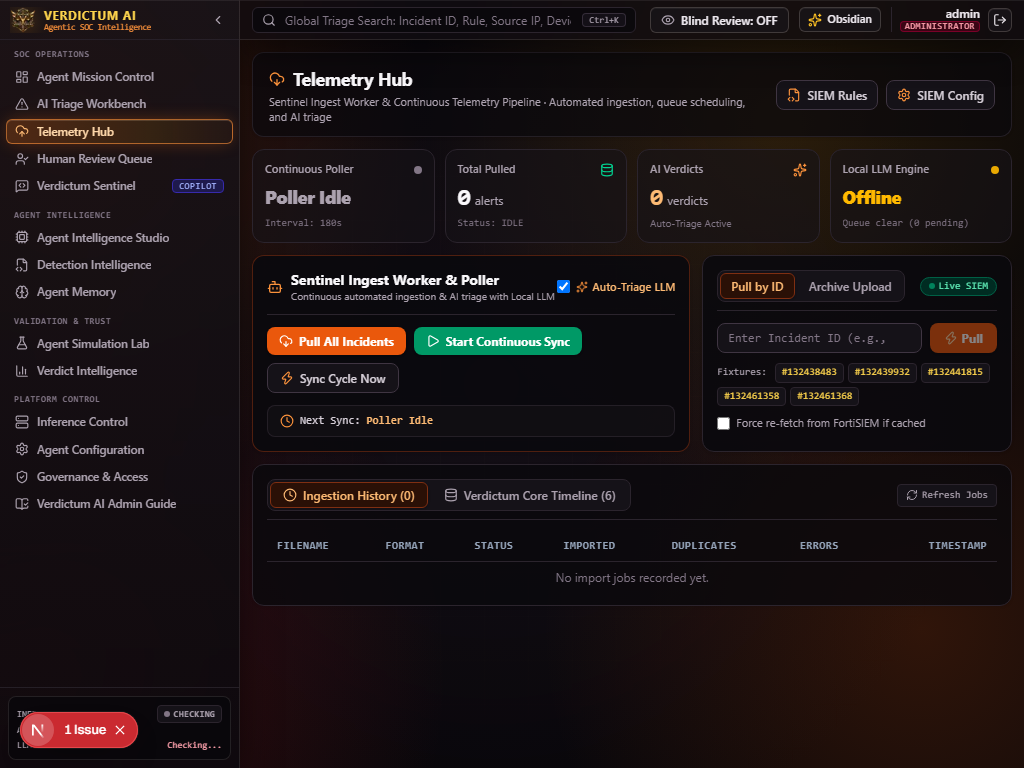 VERDICTUM AI
Agentic SOC Intelligence
SOC OPERATIONS
Agent Mission Control
AI Triage Workbench
Telemetry Hub
Human Review Queue
Verdictum Sentinel
COPILOT
AGENT INTELLIGENCE
Agent Intelligence Studio
Detection Intelligence
Agent Memory
VALIDATION & TRUST
Agent Simulation Lab
Verdict Intelligence
PLATFORM CONTROL
Inference Control
Agent Configuration
Governance & Access
Verdictum AI Admin Guide
CHECKING
Checking...
N
1 Issue
Global Triage Search: Incident ID, Rule, Source IP, Devi
Ctrl+K
Blind Review: OFF
Obsidian
admin
ADMINISTRATOR
Telemetry Hub
Sentinel Ingest Worker & Continuous Telemetry Pipeline · Automated ingestion, queue scheduling,
and AI triage
SIEM Rules
SIEM Config
Continuous Poller
Poller Idle
Interval: 180s
Total Pulled
0 alerts
Status: IDLE
AI Verdicts
0 verdicts
Auto-Triage Active
Local LLM Engine
Offline
Queue clear (0 pending)
Sentinel Ingest Worker & Poller
Continuous automated ingestion & AI triage with Local LLM
Auto-Triage LLM
Pull All Incidents
Start Continuous Sync
Sync Cycle Now
Next Sync: Poller Idle
Pull by ID
Archive Upload
Live SIEM
Enter Incident ID (e.g.,
Pull
Fixtures: #132438483 #132439932 #132441815
#132461358 #132461368
Force re-fetch from FortiSIEM if cached
Ingestion History (0)
Verdictum Core Timeline (6)
Refresh Jobs
FILENAME FORMAT STATUS IMPORTED DUPLICATES ERRORS TIMESTAMP
No import jobs recorded yet.